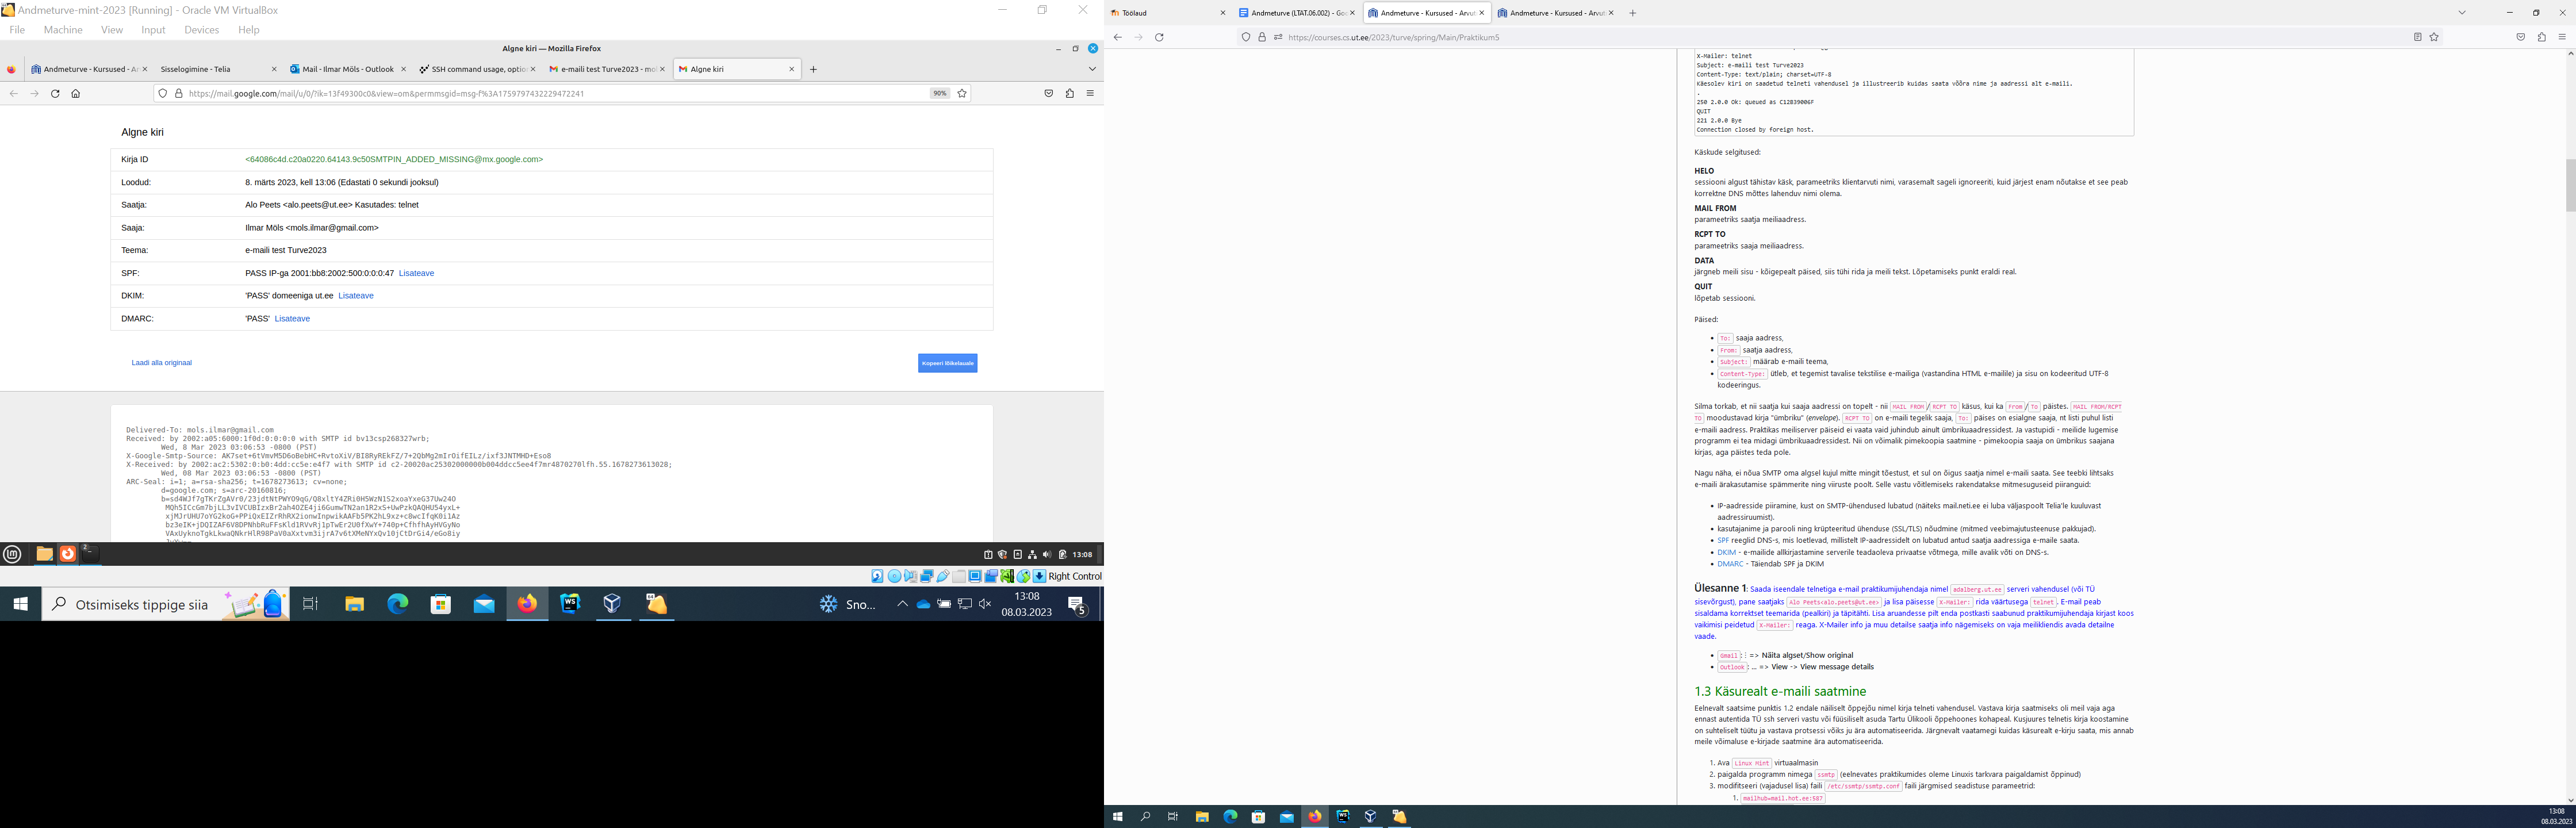 Andmeturve-mint-2023 [Running] - Oracle VM VirtualBox
File Machine View Input Devices Help
Algne kiri — Mozilla Firefox
Andmeturve - Kursused - Ar
Sisselogimine - Telia
Mail - Ilmar Möls - Outlook
SSH command usage, optio
e-maili test Turve2023 - mo
Algne kiri
https://mail.google.com/mail/u/0/?ik=13f49300c0&view=om&permmsgid=msg-f%3A1759797432229472241
90%
Algne kiri
Kirja ID <64086c4d.c20a0220.64143.9c50SMTPIN_ADDED_MISSING@mx.google.com>
Loodud: 8. märts 2023, kell 13:06 (Edastati 0 sekundi jooksul)
Saatja: Alo Peets <alo.peets@ut.ee> Kasutades: telnet
Saaja: Ilmar Möls <mols.ilmar@gmail.com>
Teema: e-maili test Turve2023
SPF: PASS IP-ga 2001:bb8:2002:500:0:0:0:47 Lisateave
DKIM: 'PASS' domeeniga ut.ee Lisateave
DMARC: 'PASS' Lisateave
Laadi alla originaal
Kopeeri lõikelauale
Delivered-To: mols.ilmar@gmail.com
Received: by 2002:a05:6000:1f0d:0:0:0:0 with SMTP id bv13csp268327wrb;
Wed, 8 Mar 2023 03:06:53 -0800 (PST)
X-Google-Smtp-Source: AK7set+6tVmvM5D6oBebHC+RvtoXiV/BI8RyREkFZ/7+2QbMg2mIrOifEILz/ixf3JNTMHD+Eso8
X-Received: by 2002:ac2:5302:0:b0:4dd:cc5e:e4f7 with SMTP id c2-20020ac25302000000b004ddcc5ee4f7mr4870270lfh.55.1678273613028;
Wed, 08 Mar 2023 03:06:53 -0800 (PST)
ARC-Seal: i=1; a=rsa-sha256; t=1678273613; cv=none;
d=google.com; s=arc-20160816;
13:08
Right Control
Otsimiseks tippige siia
Sno...
13:08
08.03.2023
5
Töölaud
Andmeturve (LTAT.06.002) - Goo
Andmeturve - Kursused - Arvut
Andmeturve - Kursused - Arvut
https://courses.cs.ut.ee/2023/turve/spring/Main/Praktikum5
X-Mailer: telnet
Subject: e-maili test Turve2023
Content-Type: text/plain; charset=UTF-8
Käesolev kiri on saadetud telneti vahendusel ja illustreerib kuidas saata võõra nime ja aadressi alt e-maili.
.
250 2.0.0 Ok: queued as C12839006F
QUIT
221 2.0.0 Bye
Connection closed by foreign host.
Käskude selgitused:
HELO
sessiooni algust tähistav käsk, parameetriks klientarvuti nimi, varasemalt sageli ignoreeriti, kuid järjest enam nõutakse et see peab
korrektne DNS mõttes lahenduv nimi olema.
MAIL FROM
parameetriks saatja meiliaadress.
RCPT TO
parameetriks saaja meiliaadress.
DATA
järgneb meili sisu - kõigepealt päised, siis tühi rida ja meili tekst. Lõpetamiseks punkt eraldi real.
QUIT
lõpetab sessiooni.
Päised:
• To: saaja aadress,
• From: saatja aadress,
• Subject: määrab e-maili teema,
• Content-Type: ütleb, et tegemist tavalise tekstilise e-mailiga (vastandina HTML e-mailile) ja sisu on kodeeritud UTF-8
kodeeringus.
Silma torkab, et nii saatja kui saaja aadressi on topelt - nii MAIL FROM/RCPT TO käsus, kui ka From/To päistes. MAIL FROM/RCPT
TO moodustavad kirja "ümbriku" (envelope). RCPT TO on e-maili tegelik saaja, To: päises on esialgne saaja, nt listi puhul listi
e-maili aadress. Praktikas meiliserver päiseid ei vaata vaid juhindub ainult ümbrikuaadressidest. Ja vastupidi - meilide lugemise
programm ei tea midagi ümbrikuaadressidest. Nii on võimalik pimekoopia saatmine - pimekoopia saaja on ümbrikus saajana
kirjas, aga päistes teda pole.
Nagu näha, ei nõua SMTP oma algsel kujul mitte mingit tõestust, et sul on õigus saatja nimel e-maili saata. See teebki lihtsaks
e-maili ärakasutamise spämmerite ning viiruste poolt. Selle vastu võitlemiseks rakendatakse mitmesuguseid piiranguid:
• IP-aadresside piiramine, kust on SMTP-ühendused lubatud (näiteks mail.neti.ee ei luba väljaspoolt Telia'le kuuluvast
aadressiruumist).
• kasutajanime ja parooli ning krüpteeritud ühenduse (SSL/TLS) nõudmine (mitmed veebimajutusteenuse pakkujad).
• SPF reeglid DNS-s, mis loetlevad, millistelt IP-aadressidelt on lubatud antud saatja aadressiga e-maile saata.
• DKIM - e-mailide allkirjastamine serverile teadaoleva privaatse võtmega, mille avalik võti on DNS-s.
• DMARC - Täiendab SPF ja DKIM
Ülesanne 1: Saada iseendale telnetiga e-mail praktikumijuhendaja nimel adalberg.ut.ee serveri vahendusel (või TÜ
sisevõrgust), pane saatjaks Alo Peets<alo.peets@ut.ee> ja lisa päisesse X-Mailer: rida väärtusega telnet. E-mail peab
sisaldama korrektset teemarida (pealkiri) ja täpitähti. Lisa aruandesse pilt enda postkasti saabunud praktikumijuhendaja kirjast koos
vaikimisi peidetud X-Mailer: reaga. X-Mailer info ja muu detailse saatja info nägemiseks on vaja meilikliendis avada detailne
vaade.
• Gmail: ⋮ => Näita algset/Show original
• Outlook: ... => View -> View message details
1.3 Käsurealt e-maili saatmine
Eelnevalt saatsime punktis 1.2 endale näiliselt õppejõu nimel kirja telneti vahendusel. Vastava kirja saatmiseks oli meil vaja aga
ennast autentida TÜ ssh serveri vastu või füüsiliselt asuda Tartu Ülikooli õppehoones kohapeal. Kusjuures telnetis kirja koostamine
on suhteliselt tüütu ja vastava protsessi võiks ju ära automatiseerida. Järgnevalt vaatamegi kuidas käsurealt e-kirju saata, mis annab
meile võimaluse e-kirjade saatmine ära automatiseerida.
1. Ava Linux Mint virtuaalmasin
2. paigalda programm nimega ssmtp (eelnevates praktikumides oleme Linuxis tarkvara paigaldamist õppinud)
3. modifitseeri (vajadusel lisa) faili /etc/ssmtp/ssmtp.conf faili järgmised seadistuse parameetrid:
1. mailhub=mail.hot.ee:587
13:08
08.03.2023